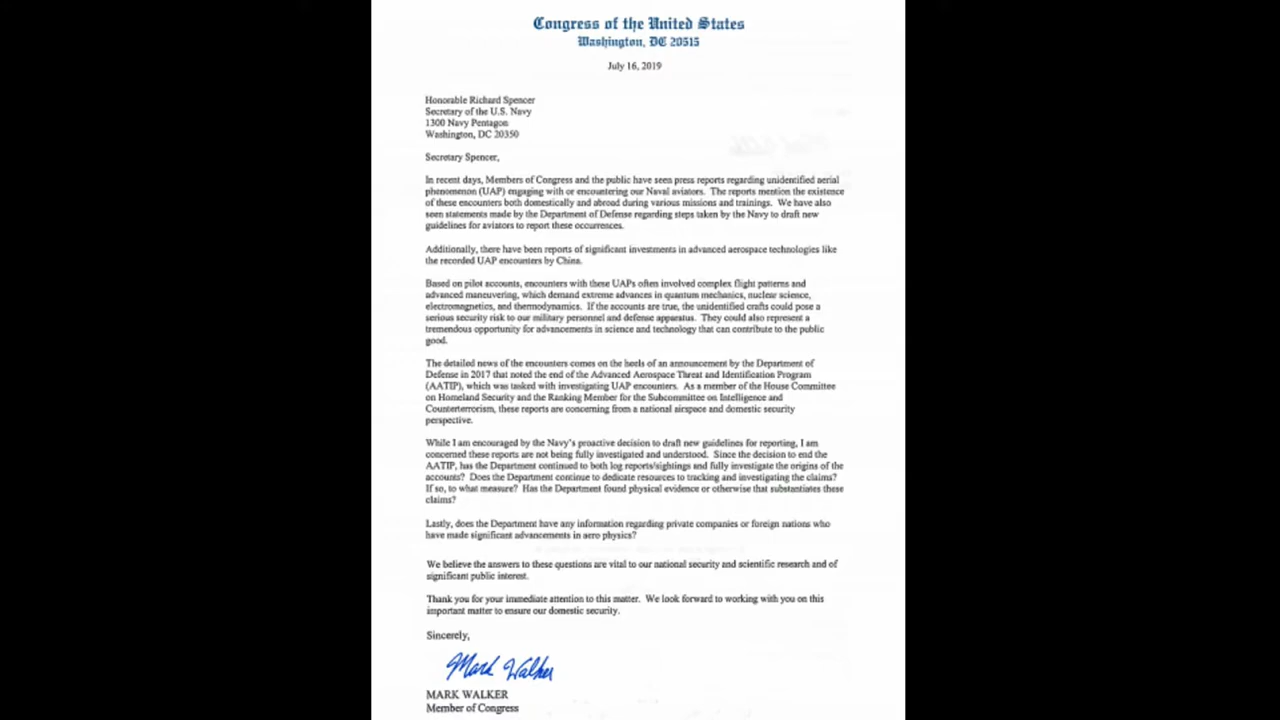 Congress of the United States
Washington, DC 20515
July 16, 2019
Honorable Richard Spencer
Secretary of the U.S. Navy
1300 Navy Pentagon
Washington, DC 20350
Secretary Spencer,
In recent days, Members of Congress and the public have seen press reports regarding unidentified aerial
phenomenon (UAP) engaging with or encountering our Naval aviators. The reports mention the existence
of these encounters both domestically and abroad during various missions and trainings. We have also
seen statements made by the Department of Defense regarding steps taken by the Navy to draft new
guidelines for aviators to report these occurrences.
Additionally, there have been reports of significant investments in advanced aerospace technologies like
the recorded UAP encounters by China.
Based on pilot accounts, encounters with these UAPs often involved complex flight patterns and
advanced maneuvering, which demand extreme advances in quantum mechanics, nuclear science,
electromagnetics, and thermodynamics. If the accounts are true, the unidentified crafts could pose a
serious security risk to our military personnel and defense apparatus. They could also represent a
tremendous opportunity for advancements in science and technology that can contribute to the public
good.
The detailed news of the encounters comes on the heels of an announcement by the Department of
Defense in 2017 that noted the end of the Advanced Aerospace Threat and Identification Program
(AATIP), which was tasked with investigating UAP encounters. As a member of the House Committee
on Homeland Security and the Ranking Member for the Subcommittee on Intelligence and
Counterterrorism, these reports are concerning from a national airspace and domestic security
perspective.
While I am encouraged by the Navy's proactive decision to draft new guidelines for reporting, I am
concerned these reports are not being fully investigated and understood. Since the decision to end the
AATIP, has the Department continued to both log reports/sightings and fully investigate the origins of the
accounts? Does the Department continue to dedicate resources to tracking and investigating the claims?
If so, to what measure? Has the Department found physical evidence or otherwise that substantiates these
claims?
Lastly, does the Department have any information regarding private companies or foreign nations who
have made significant advancements in aero physics?
We believe the answers to these questions are vital to our national security and scientific research and of
significant public interest.
Thank you for your immediate attention to this matter. We look forward to working with you on this
important matter to ensure our domestic security.
Sincerely,
Mark Walker
MARK WALKER
Member of Congress